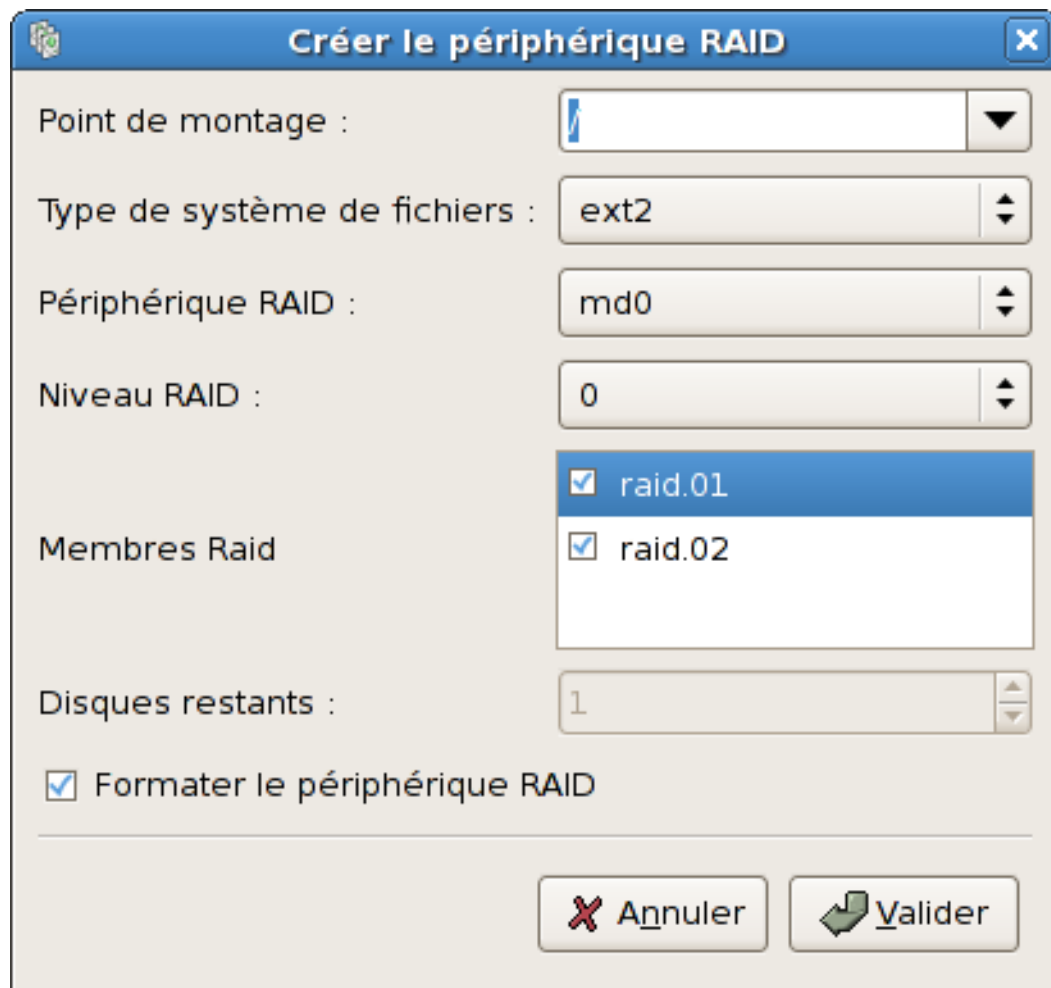 Créer le périphérique RAID
Point de montage : /
Type de système de fichiers : ext2
Périphérique RAID : md0
Niveau RAID : 0
raid.01
Membres Raid raid.02
Disques restants : 1
Formater le périphérique RAID
Annuler Valider